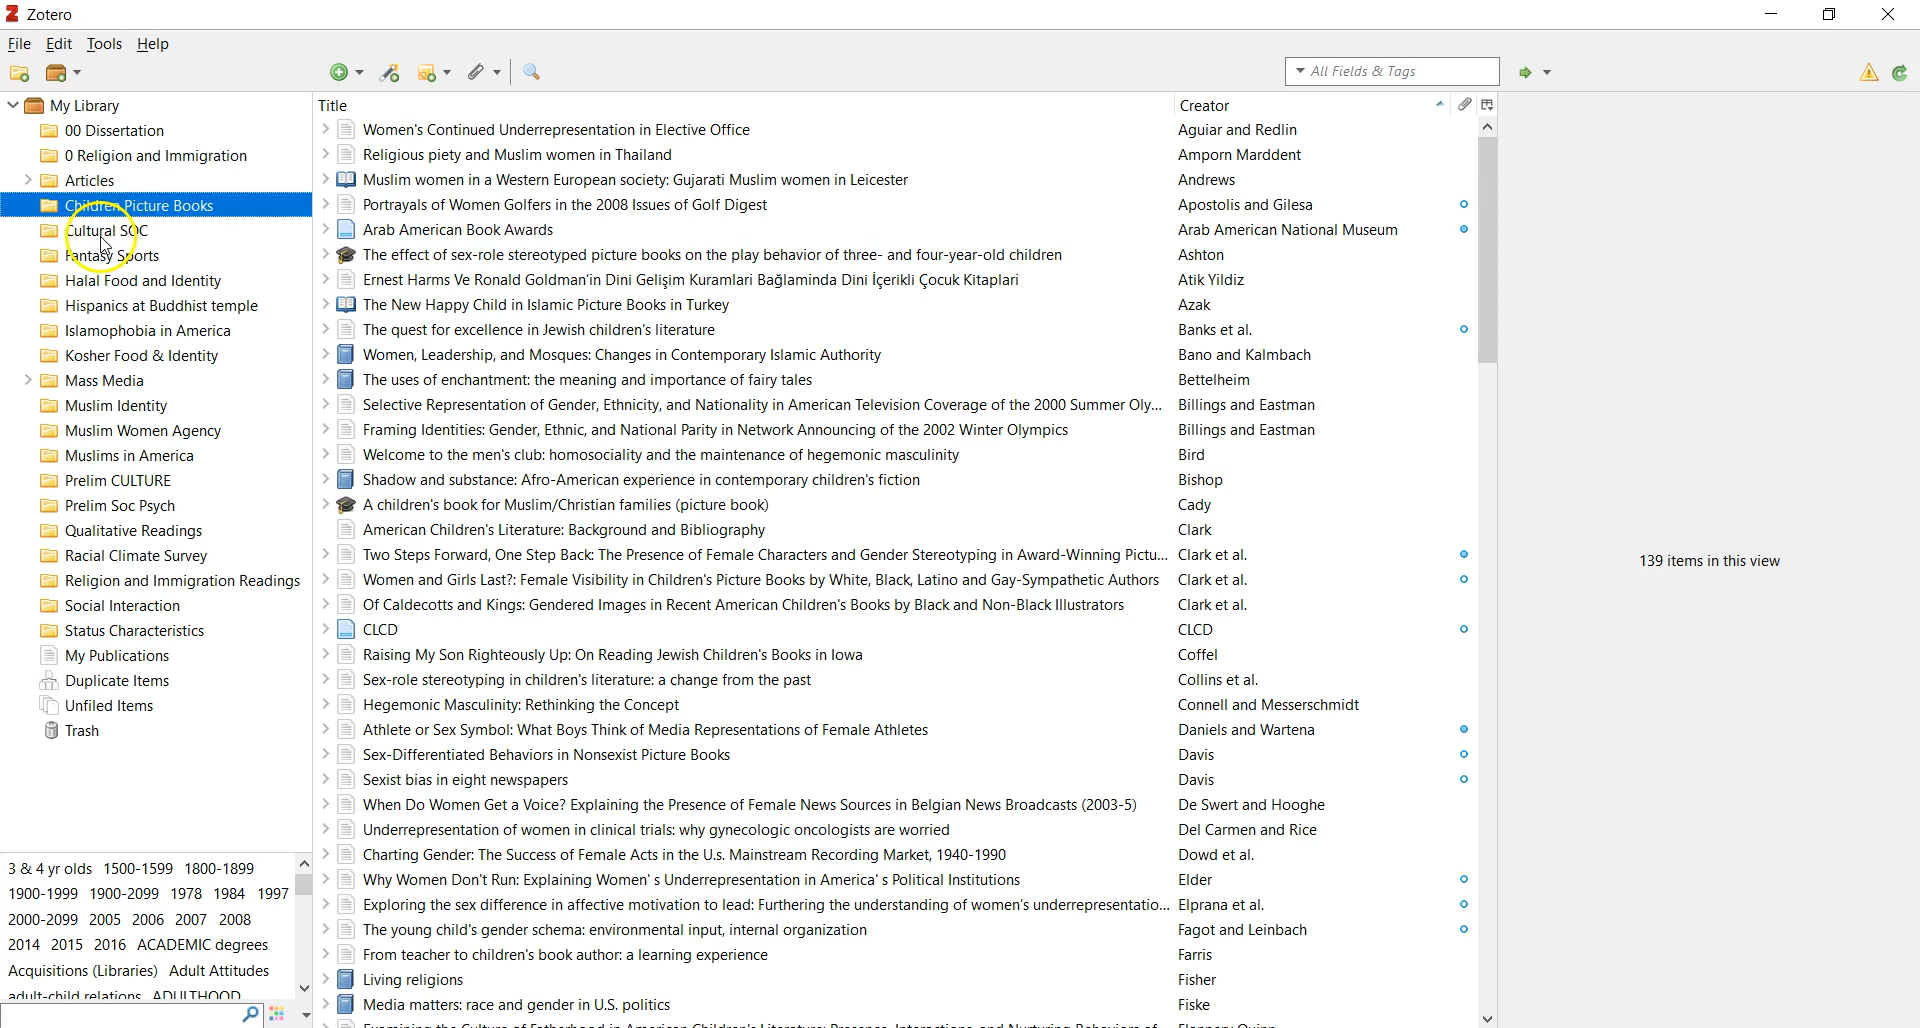 Zotero
File Edit Tools Help
All Fields & Tags
My Library
00 Dissertation
0 Religion and Immigration
Articles
Children Picture Books
Cultural SOC
Fantasy Sports
Halal Food and Identity
Hispanics at Buddhist temple
Islamophobia in America
Kosher Food & Identity
Mass Media
Muslim Identity
Muslim Women Agency
Muslims in America
Prelim CULTURE
Prelim Soc Psych
Qualitative Readings
Racial Climate Survey
Religion and Immigration Readings
Social Interaction
Status Characteristics
My Publications
Duplicate Items
Unfiled Items
Trash
3 & 4 yr olds 1500-1599 1800-1899
1900-1999 1900-2099 1978 1984 1997
2000-2099 2005 2006 2007 2008
2014 2015 2016 ACADEMIC degrees
Acquisitions (Libraries) Adult Attitudes
adult-child relations ADULTHOOD
Title Creator
Women's Continued Underrepresentation in Elective Office Aguiar and Redlin
Religious piety and Muslim women in Thailand Amporn Marddent
Muslim women in a Western European society: Gujarati Muslim women in Leicester Andrews
Portrayals of Women Golfers in the 2008 Issues of Golf Digest Apostolis and Gilesa
Arab American Book Awards Arab American National Museum
The effect of sex-role stereotyped picture books on the play behavior of three- and four-year-old children Ashton
Ernest Harms Ve Ronald Goldman'in Dini Gelişim Kuramlari Bağlaminda Dini İçerikli Çocuk Kitaplari Atik Yildiz
The New Happy Child in Islamic Picture Books in Turkey Azak
The quest for excellence in Jewish children's literature Banks et al.
Women, Leadership, and Mosques: Changes in Contemporary Islamic Authority Bano and Kalmbach
The uses of enchantment: the meaning and importance of fairy tales Bettelheim
Selective Representation of Gender, Ethnicity, and Nationality in American Television Coverage of the 2000 Summer Oly... Billings and Eastman
Framing Identities: Gender, Ethnic, and National Parity in Network Announcing of the 2002 Winter Olympics Billings and Eastman
Welcome to the men's club: homosociality and the maintenance of hegemonic masculinity Bird
Shadow and substance: Afro-American experience in contemporary children's fiction Bishop
A children's book for Muslim/Christian families (picture book) Cady
American Children's Literature: Background and Bibliography Clark
Two Steps Forward, One Step Back: The Presence of Female Characters and Gender Stereotyping in Award-Winning Pictu... Clark et al.
Women and Girls Last?: Female Visibility in Children's Picture Books by White, Black, Latino and Gay-Sympathetic Authors Clark et al.
Of Caldecotts and Kings: Gendered Images in Recent American Children's Books by Black and Non-Black Illustrators Clark et al.
CLCD CLCD
Raising My Son Righteously Up: On Reading Jewish Children's Books in Iowa Coffel
Sex-role stereotyping in children's literature: a change from the past Collins et al.
Hegemonic Masculinity: Rethinking the Concept Connell and Messerschmidt
Athlete or Sex Symbol: What Boys Think of Media Representations of Female Athletes Daniels and Wartena
Sex-Differentiated Behaviors in Nonsexist Picture Books Davis
Sexist bias in eight newspapers Davis
When Do Women Get a Voice? Explaining the Presence of Female News Sources in Belgian News Broadcasts (2003-5) De Swert and Hooghe
Underrepresentation of women in clinical trials: why gynecologic oncologists are worried Del Carmen and Rice
Charting Gender: The Success of Female Acts in the U.s. Mainstream Recording Market, 1940-1990 Dowd et al.
Why Women Don't Run: Explaining Women' s Underrepresentation in America' s Political Institutions Elder
Exploring the sex difference in affective motivation to lead: Furthering the understanding of women's underrepresentatio... Elprana et al.
The young child's gender schema: environmental input, internal organization Fagot and Leinbach
From teacher to children's book author: a learning experience Farris
Living religions Fisher
Media matters: race and gender in U.S. politics Fiske
139 items in this view